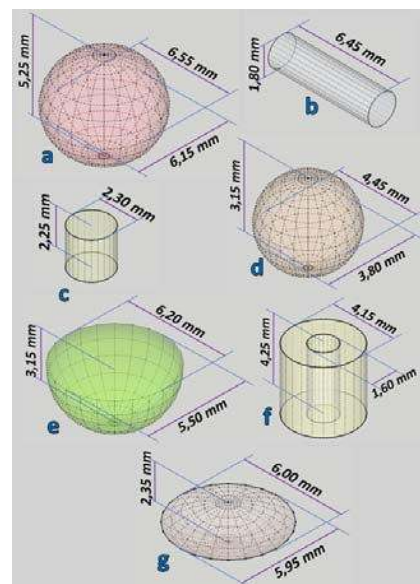 5,25 mm
6,55 mm
6,15 mm
a
1,80 mm
6,45 mm
b
2,25 mm
2,30 mm
c
3,15 mm
4,45 mm
3,80 mm
d
3,15 mm
6,20 mm
5,50 mm
e
4,25 mm
4,15 mm
1,60 mm
f
2,35 mm
6,00 mm
5,95 mm
g